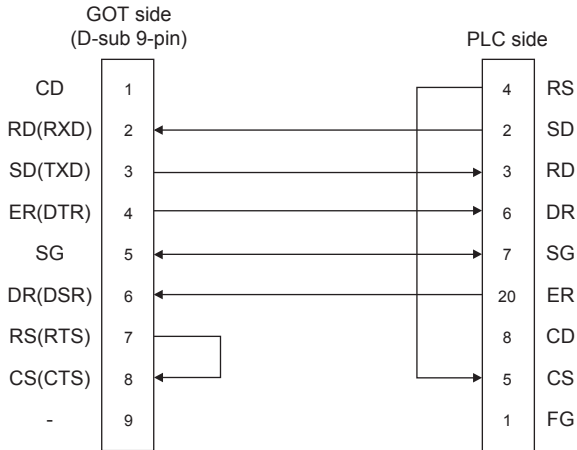 GOT side
(D-sub 9-pin)
PLC side
CD 1 4 RS
RD(RXD) 2 2 SD
SD(TXD) 3 3 RD
ER(DTR) 4 6 DR
SG 5 7 SG
DR(DSR) 6 20 ER
RS(RTS) 7 8 CD
CS(CTS) 8 5 CS
- 9 1 FG